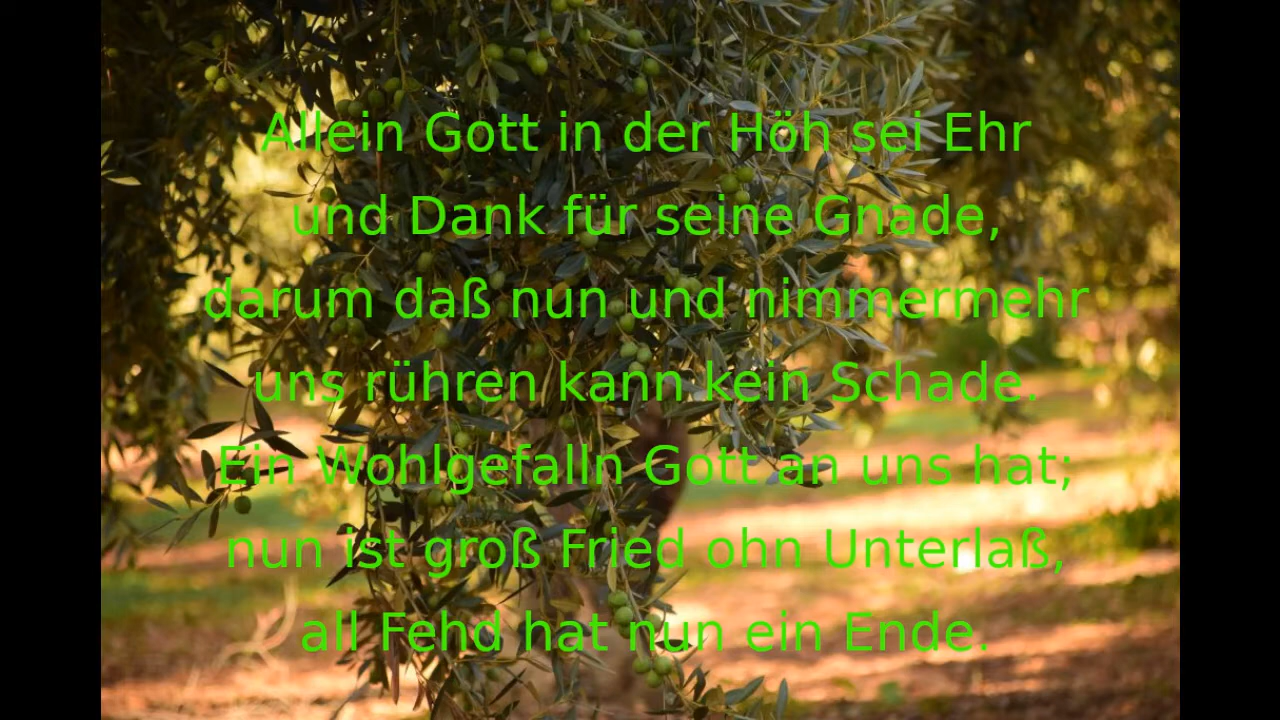 Allein Gott in der Höh sei Ehr
und Dank für seine Gnade,
darum daß nun und nimmermehr
uns rühren kann kein Schade.
Ein Wohlgefalln Gott an uns hat;
nun ist groß Fried ohn Unterlaß,
all Fehd hat nun ein Ende.